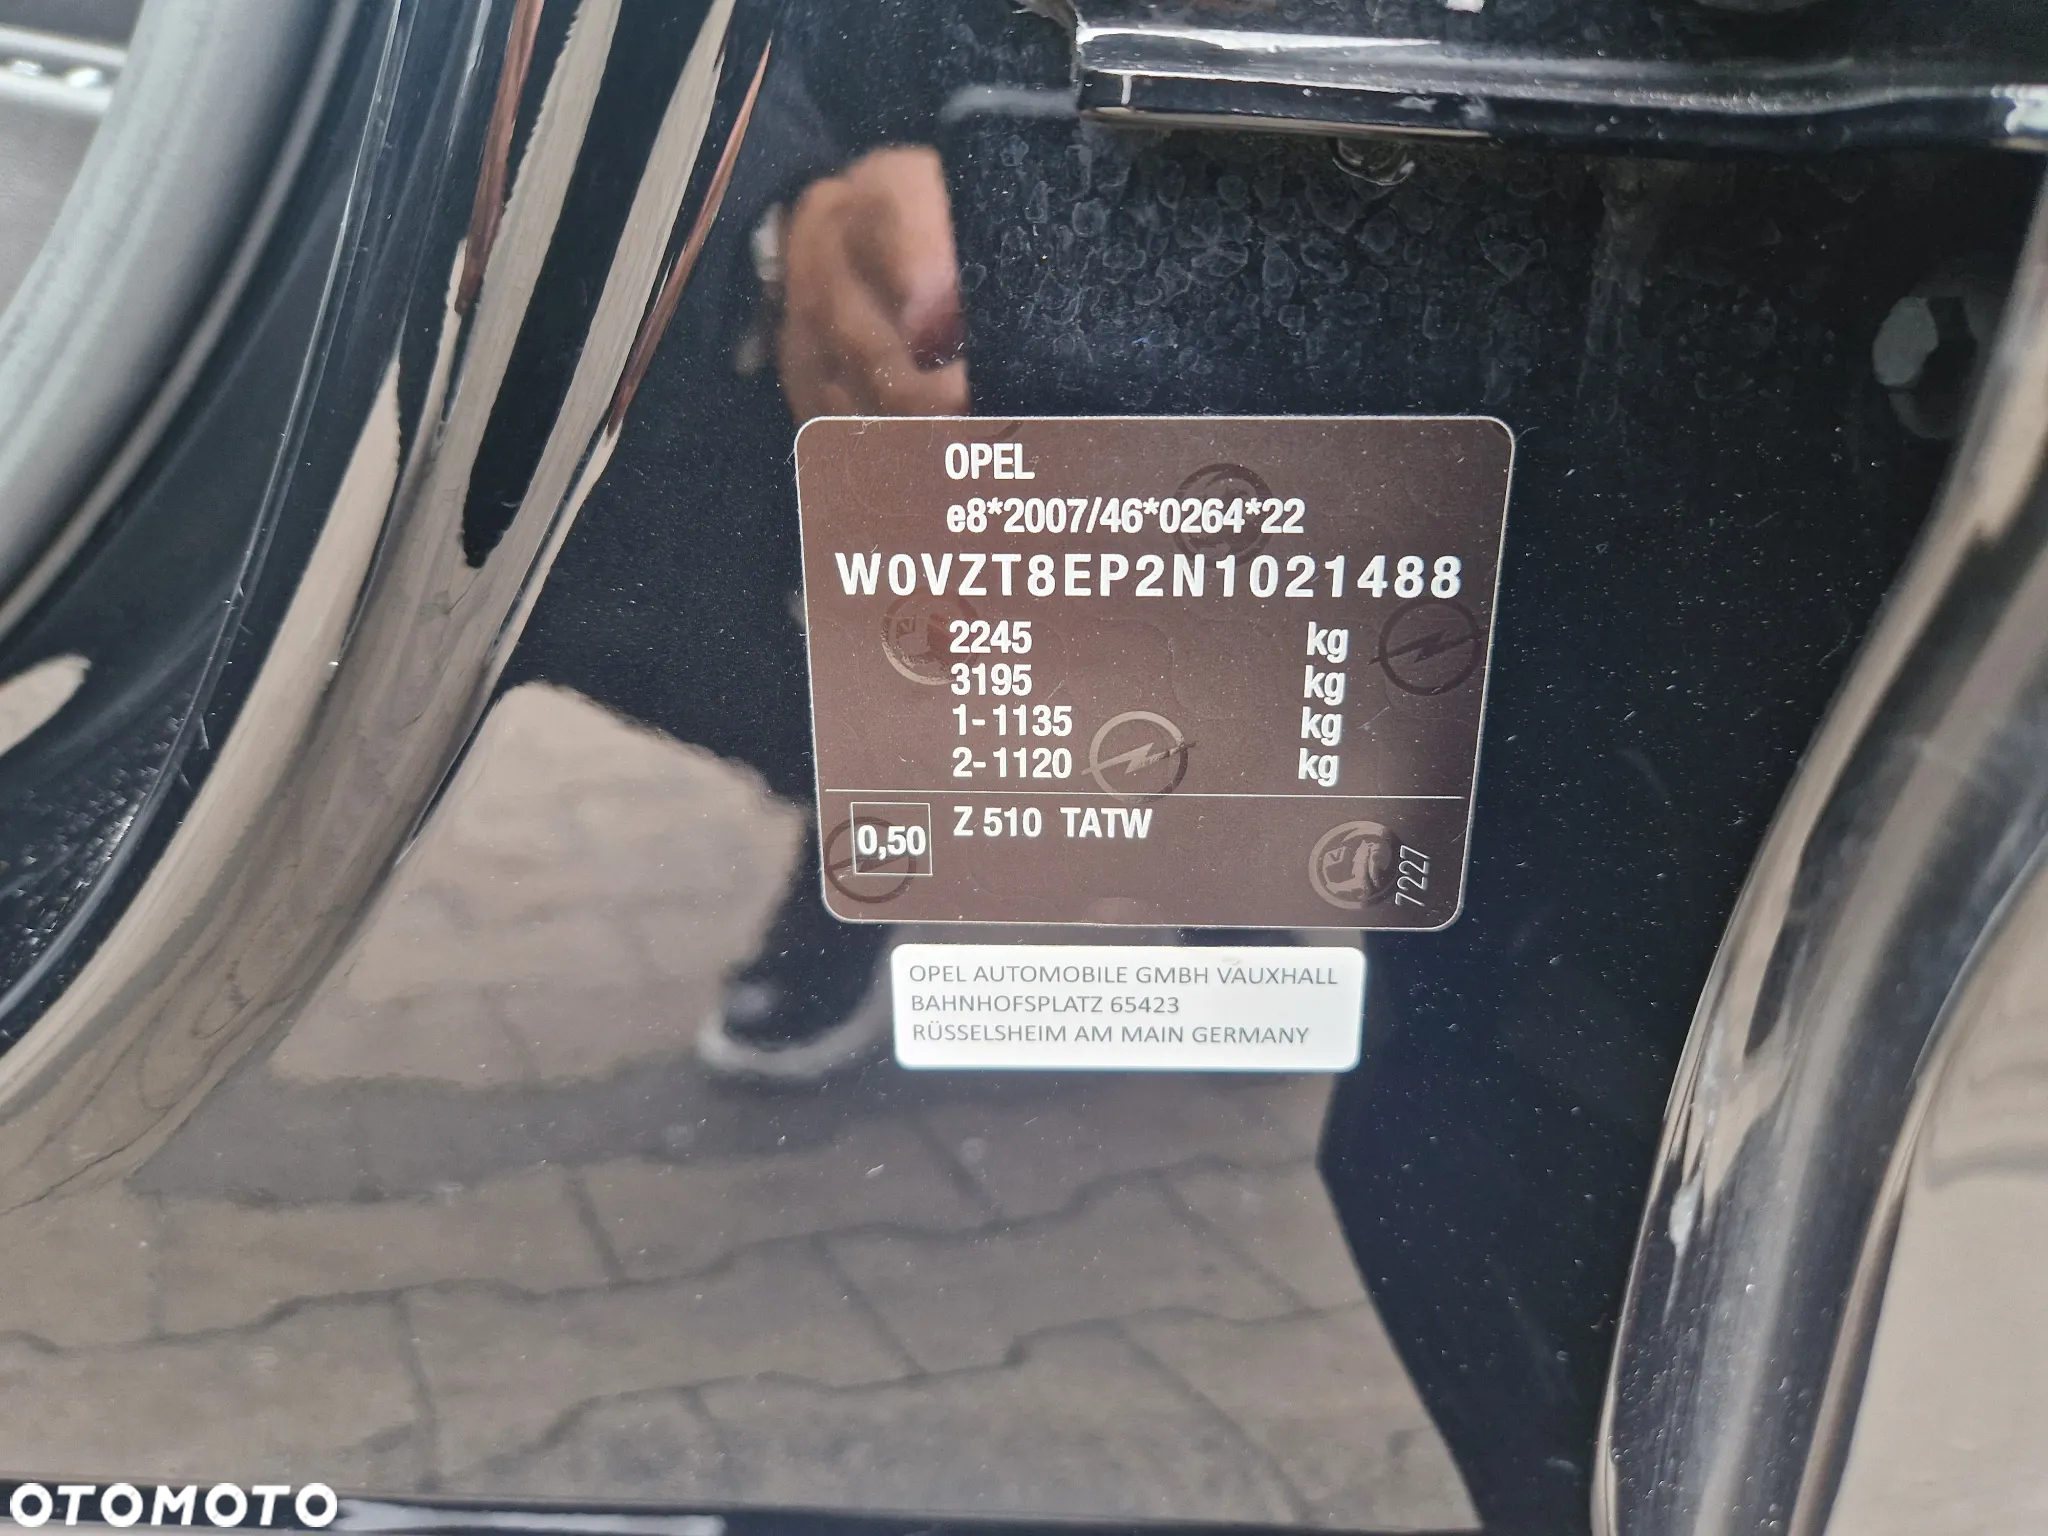 OPEL
e8*2007/46*0264*22
W0VZT8EP2N1021488
2245 kg
3195 kg
1-1135 kg
2-1120 kg
0,50 Z 510 TATW
7227
OPEL AUTOMOBILE GMBH VAUXHALL
BAHNHOFSPLATZ 65423
RÜSSELSHEIM AM MAIN GERMANY
OTOMOTO